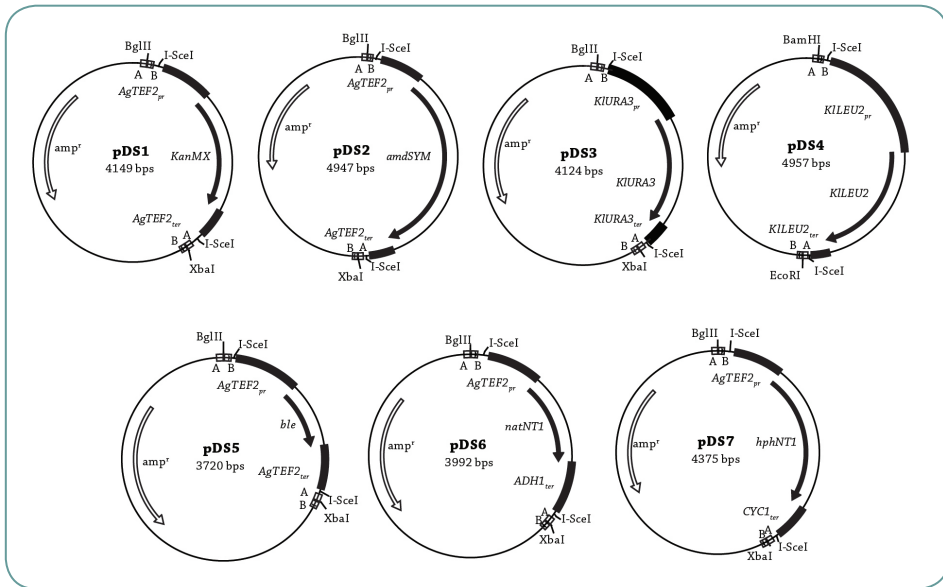 BglII
I-SceI
A B
AgTEF2pr
ampʳ
pDS1
4149 bps
KanMX
AgTEF2ter
B A
I-SceI
XbaI
BglII
I-SceI
A B
AgTEF2pr
ampʳ
pDS2
4947 bps
amdSYM
AgTEF2ter
B A
I-SceI
XbaI
BglII
I-SceI
A B
KlURA3pr
ampʳ
pDS3
4124 bps
KlURA3
KlURA3ter
B A
I-SceI
XbaI
BamHI
I-SceI
A B
KlLEU2pr
ampʳ
pDS4
4957 bps
KlLEU2
KlLEU2ter
B A
EcoRI
I-SceI
BglII
I-SceI
A B
AgTEF2pr
ble
ampʳ
pDS5
3720 bps
AgTEF2ter
A
B
I-SceI
XbaI
BglII
I-SceI
A B
AgTEF2pr
natNT1
ampʳ
pDS6
3992 bps
ADH1ter
B A
I-SceI
XbaI
BglII
I-SceI
A B
AgTEF2pr
ampʳ
pDS7
4375 bps
hphNT1
CYC1ter
B A
I-SceI
XbaI